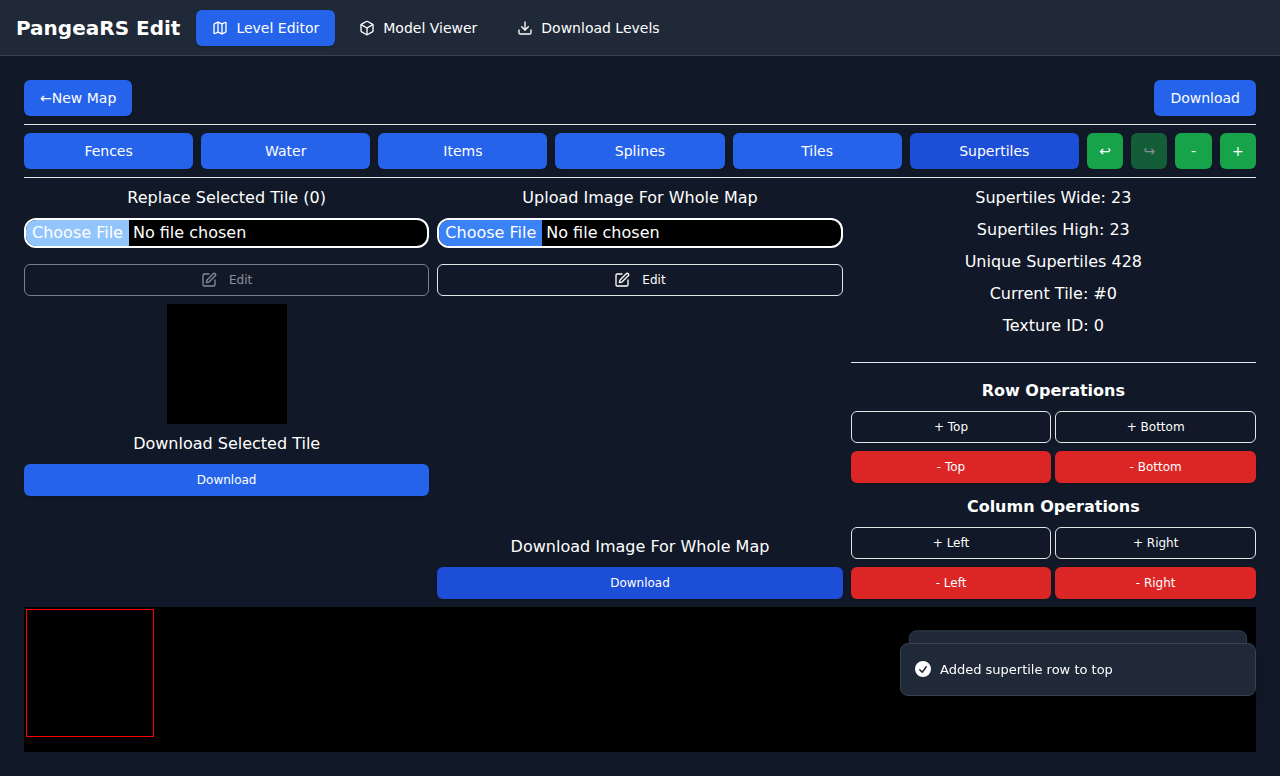 PangeaRS Edit
Level Editor
Model Viewer
Download Levels
←New Map
Download
Fences
Water
Items
Splines
Tiles
Supertiles
↩
↪
-
+
Replace Selected Tile (0)
Choose File No file chosen
Edit
Download Selected Tile
Download
Upload Image For Whole Map
Choose File No file chosen
Edit
Download Image For Whole Map
Download
Supertiles Wide: 23
Supertiles High: 23
Unique Supertiles 428
Current Tile: #0
Texture ID: 0
Row Operations
+ Top
+ Bottom
- Top
- Bottom
Column Operations
+ Left
+ Right
- Left
- Right
Added supertile row to top